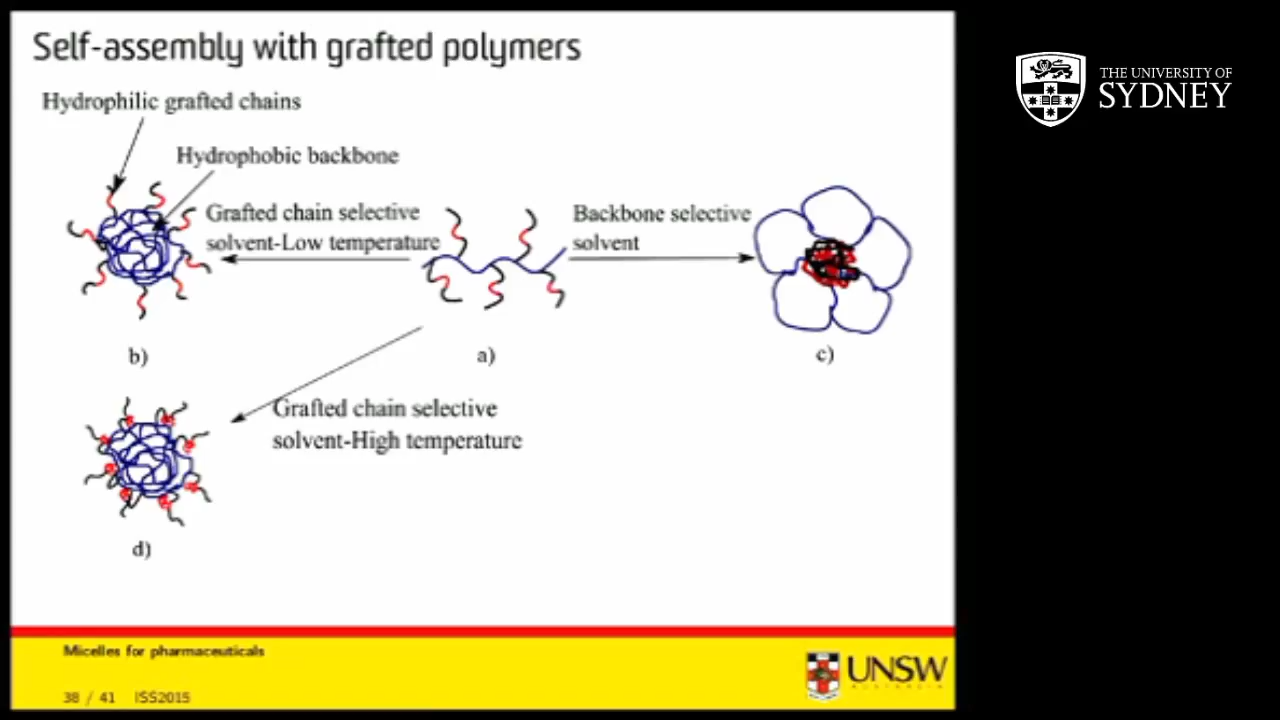 Self-assembly with grafted polymers
Hydrophilic grafted chains
Hydrophobic backbone
Grafted chain selective
solvent-Low temperature
Backbone selective
solvent
b)
a)
c)
Grafted chain selective
solvent-High temperature
d)
Micelles for pharmaceuticals
38 / 41 ISS2015
UNSW
AUSTRALIA
THE UNIVERSITY OF
SYDNEY